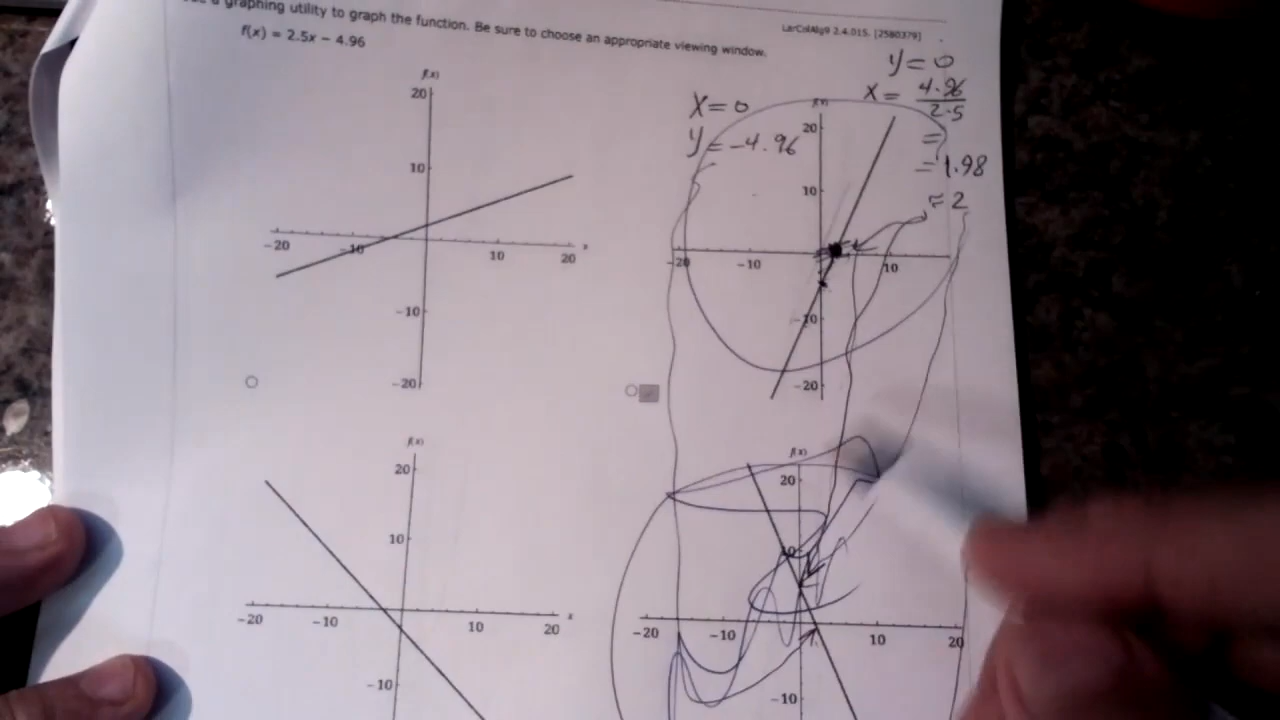 a graphing utility to graph the function. Be sure to choose an appropriate viewing window.
LarColAlg9 2.4.015. [2580379]
f(x) = 2.5x − 4.96
f(x)
20
10
−20
−10
10
20
x
−10
−20
X = 0
y = −4.96
y = 0
x = 4.96
2.5
=
= 1.98
≈ 2
f(x)
20
10
−20
−10
10
−10
−20
f(x)
20
10
−20
−10
10
20
x
−10
f(x)
20
−20
−10
10
20
−10